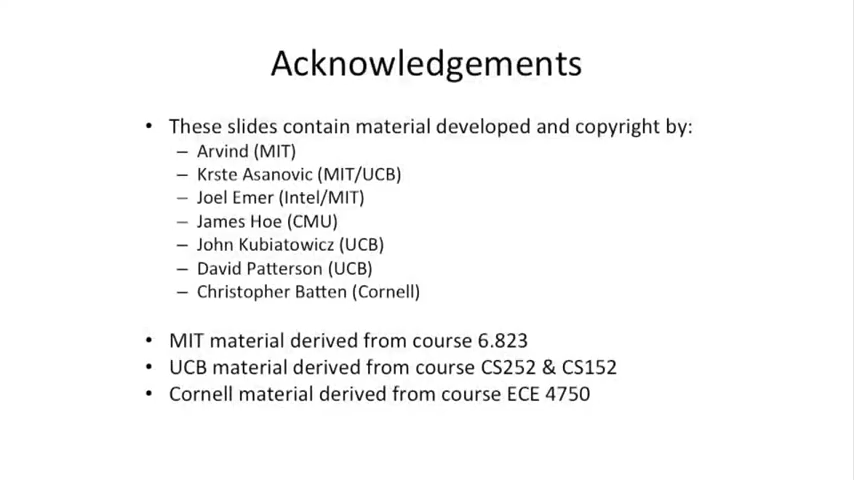 Acknowledgements
• These slides contain material developed and copyright by:
– Arvind (MIT)
– Krste Asanovic (MIT/UCB)
– Joel Emer (Intel/MIT)
– James Hoe (CMU)
– John Kubiatowicz (UCB)
– David Patterson (UCB)
– Christopher Batten (Cornell)
• MIT material derived from course 6.823
• UCB material derived from course CS252 & CS152
• Cornell material derived from course ECE 4750